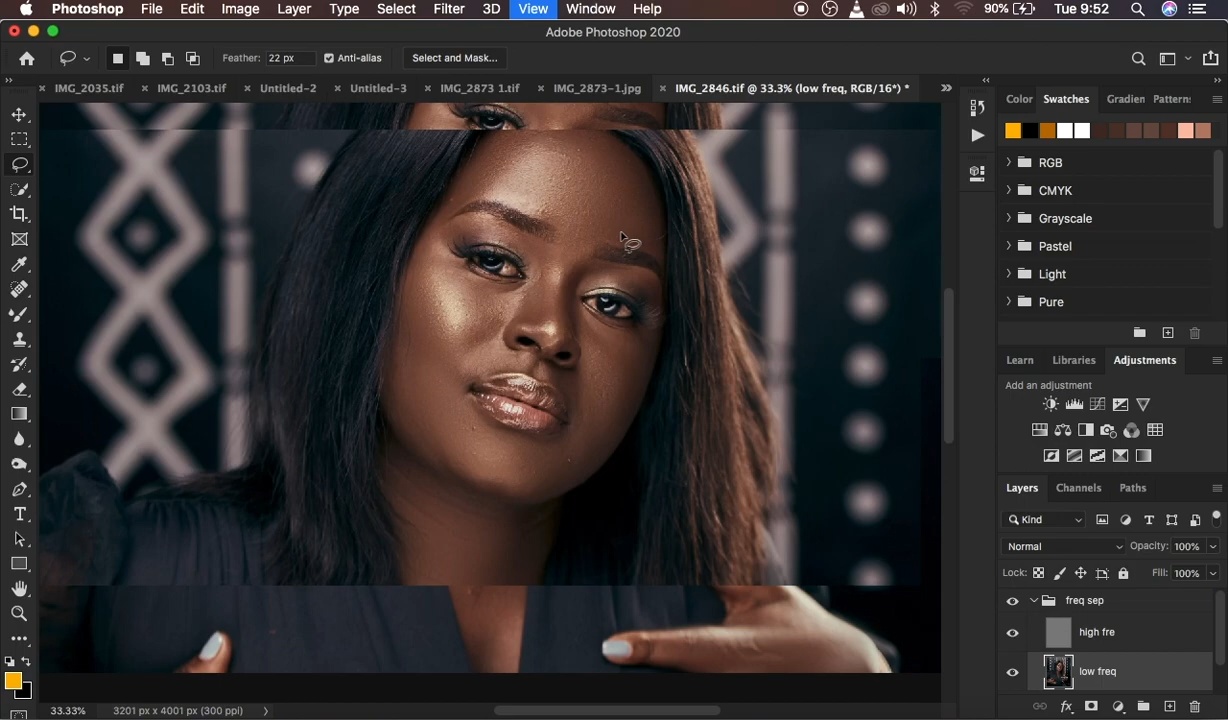 Photoshop File Edit Image Layer Type Select Filter 3D View Window Help 90% Tue 9:52
Adobe Photoshop 2020
Feather: 22 px Anti-alias Select and Mask...
IMG_2035.tif IMG_2103.tif Untitled-2 Untitled-3 IMG_2873 1.tif IMG_2873-1.jpg IMG_2846.tif @ 33.3% (low freq, RGB/16*) *
Color Swatches Gradien Pattern:
RGB
CMYK
Grayscale
Pastel
Light
Pure
Learn Libraries Adjustments
Add an adjustment
Layers Channels Paths
Kind
Normal Opacity: 100%
Lock: Fill: 100%
freq sep
high fre
low freq
33.33% 3201 px x 4001 px (300 ppi)